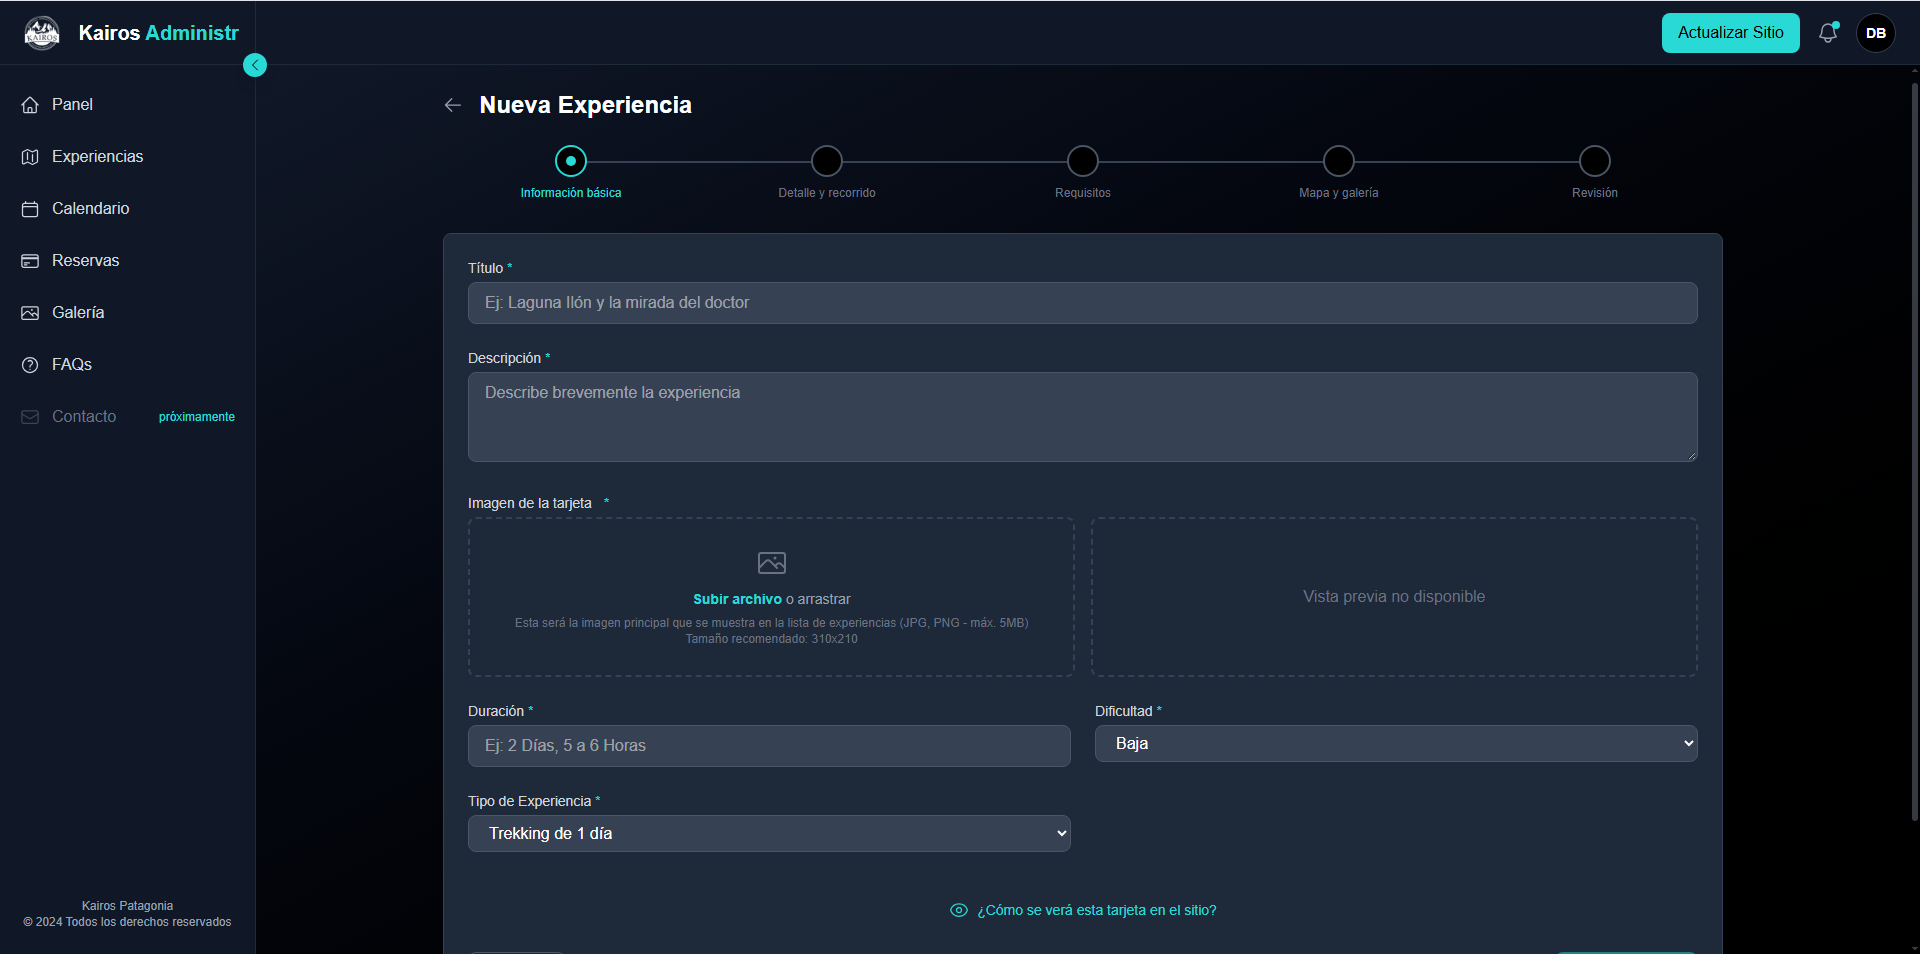 KAIROS
Kairos Administr
Actualizar Sitio
DB
Panel
Experiencias
Calendario
Reservas
Galería
FAQs
Contacto próximamente
Kairos Patagonia
© 2024 Todos los derechos reservados
Nueva Experiencia
Información básica
Detalle y recorrido
Requisitos
Mapa y galería
Revisión
Título *
Ej: Laguna Ilón y la mirada del doctor
Descripción *
Describe brevemente la experiencia
Imagen de la tarjeta *
Subir archivo o arrastrar
Esta será la imagen principal que se muestra en la lista de experiencias (JPG, PNG - máx. 5MB)
Tamaño recomendado: 310x210
Vista previa no disponible
Duración *
Ej: 2 Días, 5 a 6 Horas
Dificultad *
Baja
Tipo de Experiencia *
Trekking de 1 día
¿Cómo se verá esta tarjeta en el sitio?